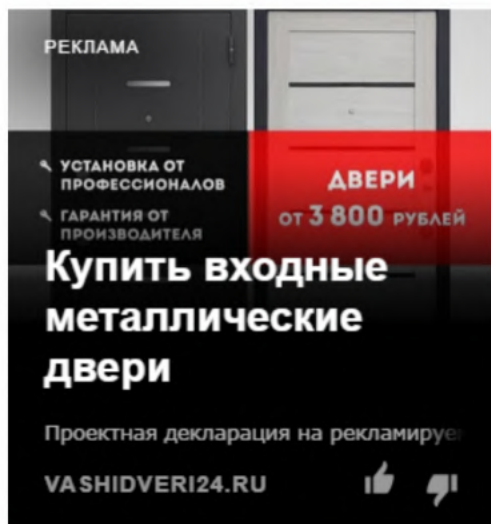 РЕКЛАМА
УСТАНОВКА ОТ
ПРОФЕССИОНАЛОВ
ГАРАНТИЯ ОТ
ПРОИЗВОДИТЕЛЯ
ДВЕРИ
ОТ 3 800 РУБЛЕЙ
Купить входные
металлические
двери
Проектная декларация на рекламируе
VASHIDVERI24.RU